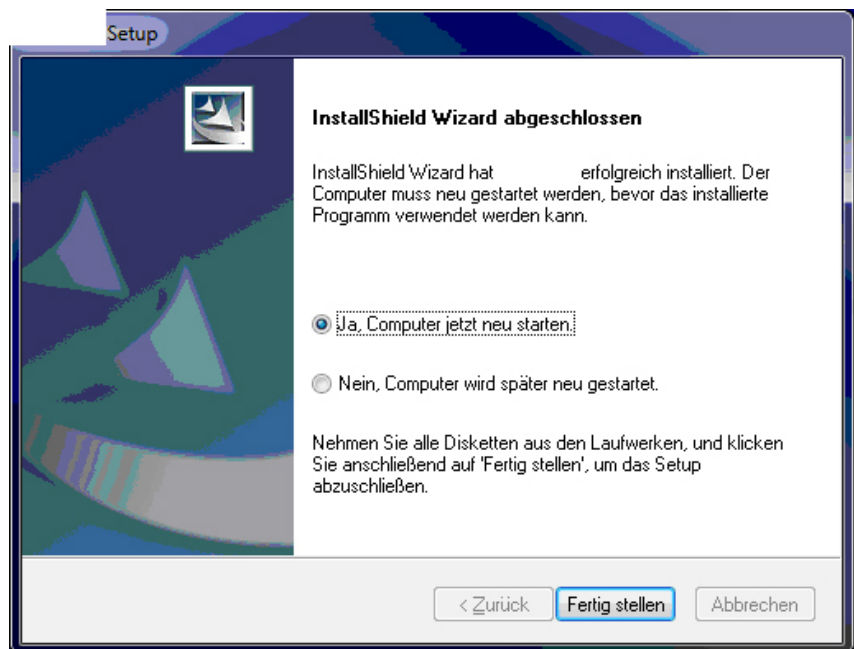 Setup
InstallShield Wizard abgeschlossen
InstallShield Wizard hat erfolgreich installiert. Der
Computer muss neu gestartet werden, bevor das installierte
Programm verwendet werden kann.
Ja, Computer jetzt neu starten.
Nein, Computer wird später neu gestartet.
Nehmen Sie alle Disketten aus den Laufwerken, und klicken
Sie anschließend auf 'Fertig stellen', um das Setup
abzuschließen.
< Zurück Fertig stellen Abbrechen